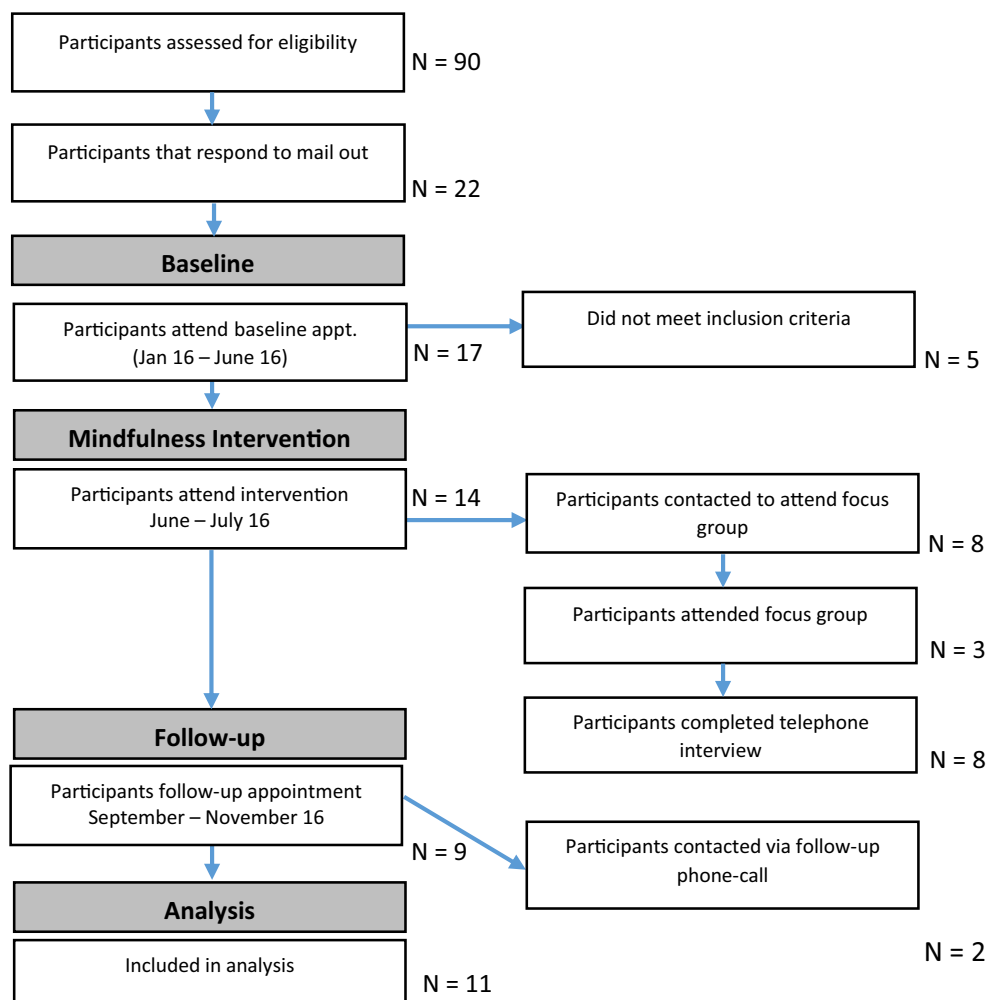 Participants assessed for eligibility
N = 90
Participants that respond to mail out
N = 22
Baseline
Participants attend baseline appt.
(Jan 16 – June 16)
N = 17
Did not meet inclusion criteria
N = 5
Mindfulness Intervention
Participants attend intervention
June – July 16
N = 14
Participants contacted to attend focus
group
N = 8
Participants attended focus group
N = 3
Participants completed telephone
interview
N = 8
Follow-up
Participants follow-up appointment
September – November 16
N = 9
Participants contacted via follow-up
phone-call
N = 2
Analysis
Included in analysis
N = 11